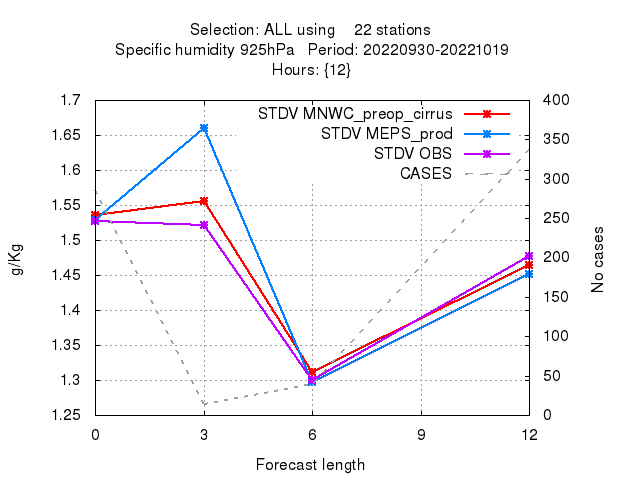 Selection: ALL using    22 stations
Specific humidity 925hPa   Period: 20220930-20221019
Hours: {12}
STDV MNWC_preop_cirrus
STDV MEPS_prod
STDV OBS
CASES
1.7
1.65
1.6
1.55
1.5
1.45
1.4
1.35
1.3
1.25
400
350
300
250
200
150
100
50
0
g/Kg
No cases
0 3 6 9 12
Forecast length